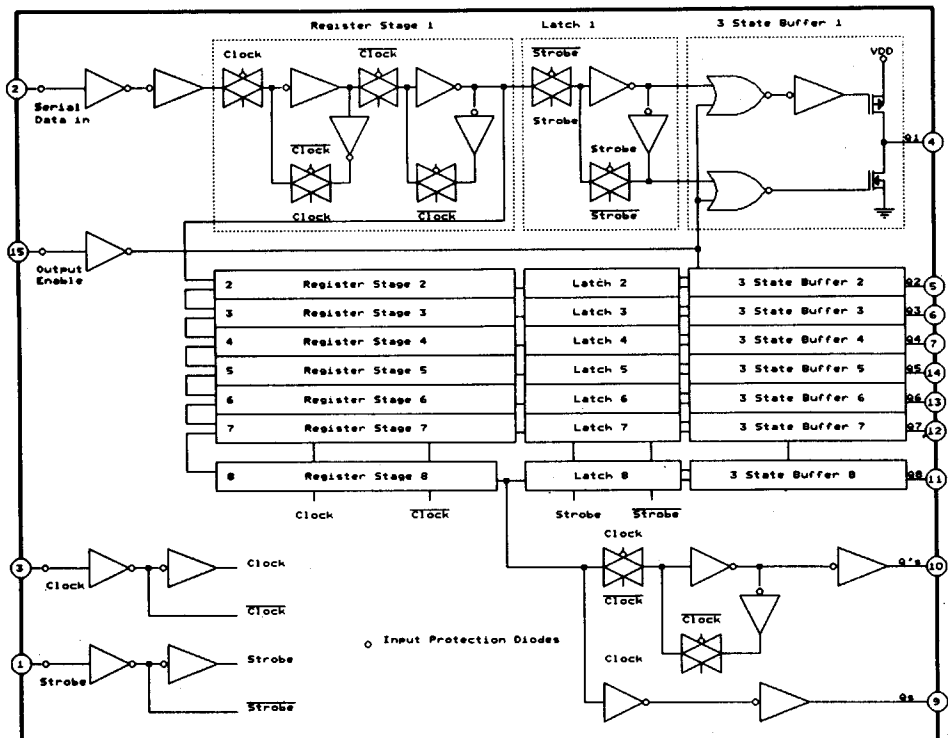 Register Stage 1
Latch 1
3 State Buffer 1
Clock
Clock
Strobe
VDD
2
Serial
Data in
Strobe
Q1
4
Clock
Strobe
Clock
Clock
Strobe
15
Output
Enable
2 Register Stage 2 Latch 2 3 State Buffer 2 Q2 5
3 Register Stage 3 Latch 3 3 State Buffer 3 Q3 6
4 Register Stage 4 Latch 4 3 State Buffer 4 Q4 7
5 Register Stage 5 Latch 5 3 State Buffer 5 Q5 14
6 Register Stage 6 Latch 6 3 State Buffer 6 Q6 13
7 Register Stage 7 Latch 7 3 State Buffer 7 Q7 12
8 Register Stage 8 Latch 8 3 State Buffer 8 Q8 11
Clock Clock Strobe Strobe
Clock
3
Clock
Clock
Clock
Q's
10
Clock
Clock
Input Protection Diodes
1
Strobe
Strobe
Clock
Strobe
Qs
9